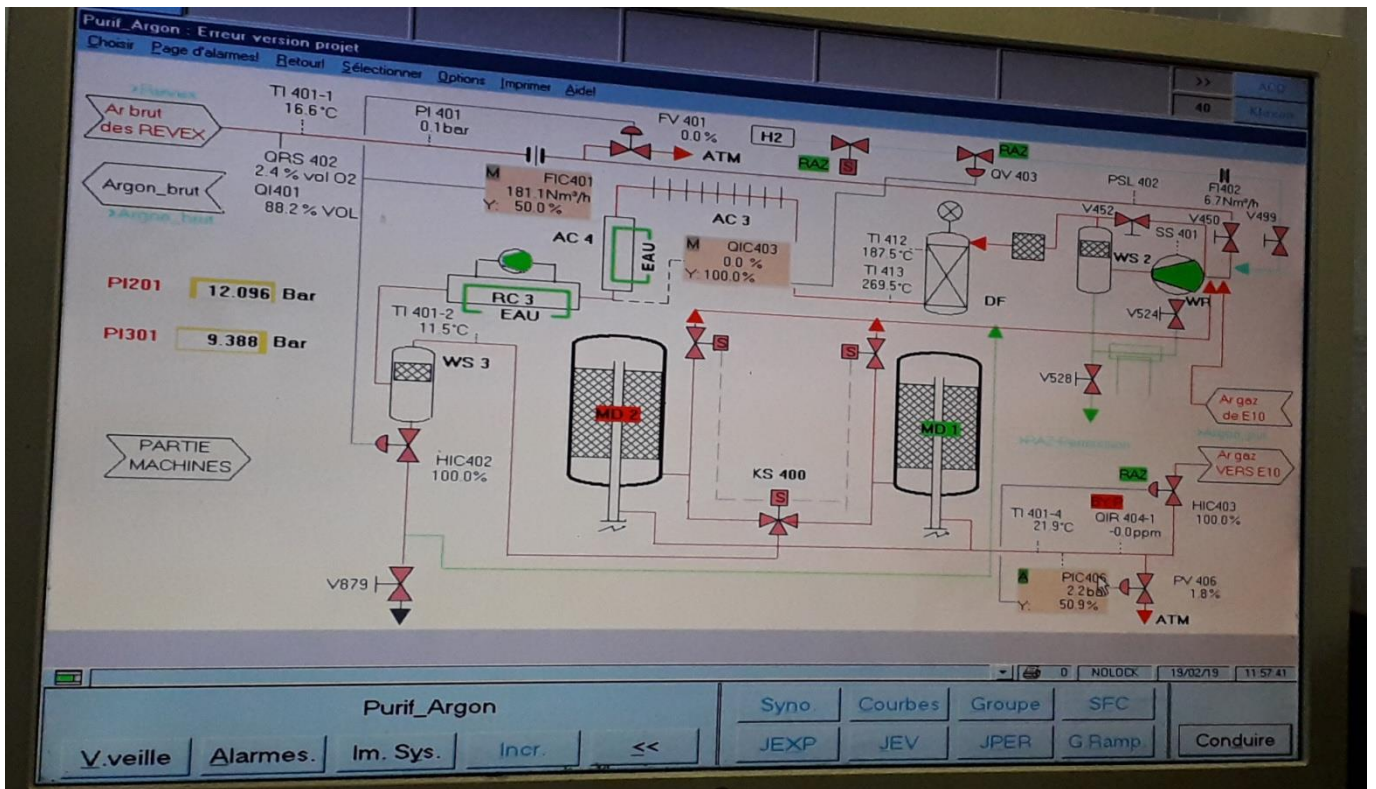 Purif_Argon : Erreur version projet
Choisir Page d'alarmes! Retour! Sélectionner Options Imprimer Aide!
>>
40
Ar brut
des REVEX
TI 401-1
16.6°C
PI 401
0.1bar
FV 401
0.0 %
H2
ATM
RAZ
S
RAZ
QV 403
QRS 402
2.4 % vol O2
QI401
88.2 % VOL
Argon_brut
M FIC401
181.1Nm³/h
Y: 50.0 %
AC 3
AC 4
EAU
M QIC403
0.0 %
Y: 100.0%
PSL 402
FI402
6.7Nm³/h
V452
V450
V499
SS 401
WS 2
WR
TI 412
187.5°C
TI 413
269.5°C
DF
V524
V528
RC 3
EAU
PI201 12.096 Bar
PI301 9.388 Bar
TI 401-2
11.5°C
WS 3
S
S
MD 2
MD 1
Ar gaz
de E10
Ar gaz
VERS E10
PARTIE
MACHINES
HIC402
100.0%
KS 400
S
RAZ
HIC403
100.0%
TI 401-4
21.9°C
QIR 404-1
-0.0ppm
V879
A PIC406
2.2bar
Y: 50.9%
PV 406
1.8%
ATM
0 NOLOCK 19/02/19 11:57:41
Purif_Argon
Syno. Courbes Groupe SFC
V.veille Alarmes. Im. Sys. Incr. << JEXP JEV JPER G.Ramp. Conduire